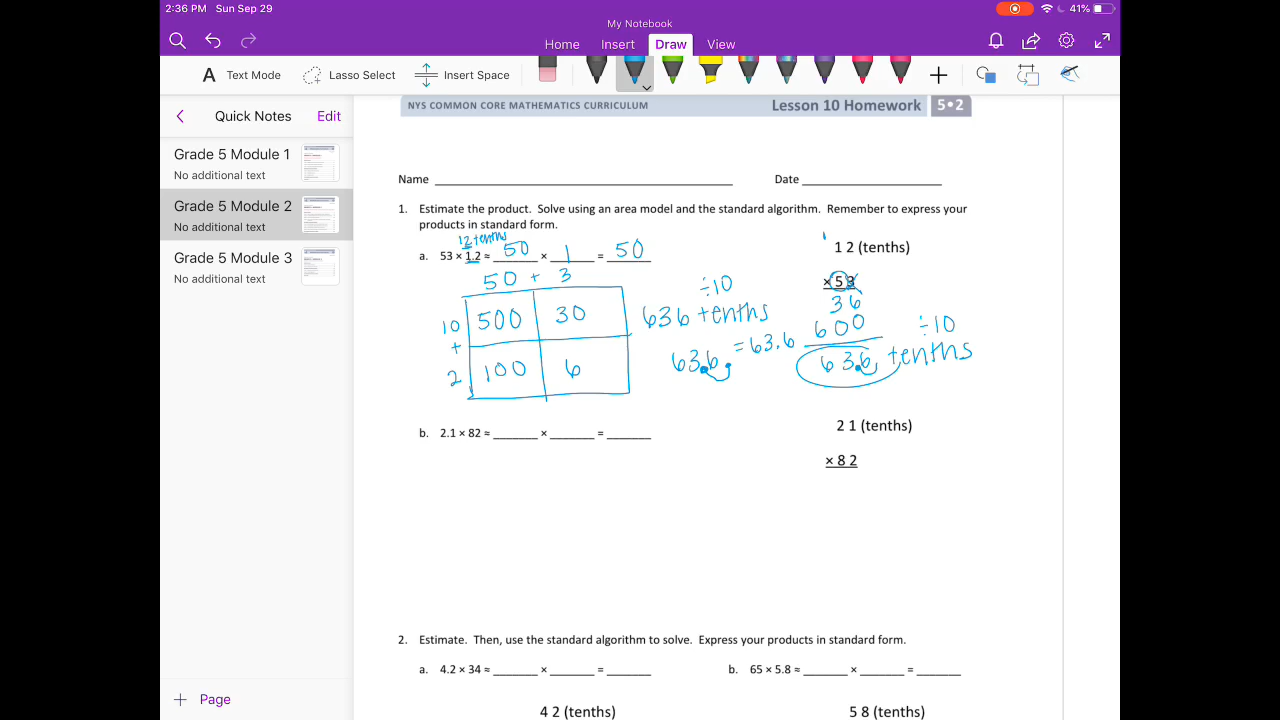 2:36 PM Sun Sep 29
41%
My Notebook
Home Insert Draw View
Text Mode Lasso Select Insert Space
Quick Notes Edit
Grade 5 Module 1
No additional text
Grade 5 Module 2
No additional text
Grade 5 Module 3
No additional text
Page
NYS COMMON CORE MATHEMATICS CURRICULUM Lesson 10 Homework 5•2
Name Date
1. Estimate the product. Solve using an area model and the standard algorithm. Remember to express your
products in standard form.
12 tenths
a. 53 × 1.2 50 × 1 = 50
50 + 3
10 500 30
+
2 100 6
÷10
636 tenths
63.6. = 63.6
1
1 2 (tenths)
× 5 3
36
600
÷10
63.6 tenths
b. 2.1 × 82 ≈ _______ × _______ = _______
2 1 (tenths)
× 8 2
2. Estimate. Then, use the standard algorithm to solve. Express your products in standard form.
a. 4.2 × 34 ≈ _______ × _______ = _______ b. 65 × 5.8 ≈ _______ × _______ = _______
4 2 (tenths) 5 8 (tenths)